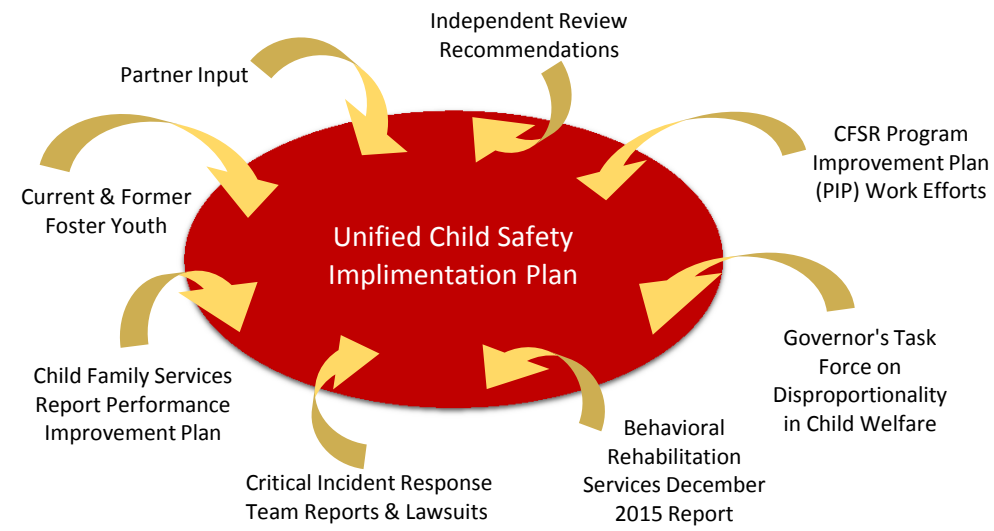 Independent Review
Recommendations
Partner Input
CFSR Program
Improvement Plan
(PIP) Work Efforts
Current & Former
Foster Youth
Unified Child Safety
Implimentation Plan
Governor's Task
Force on
Disproportionality
in Child Welfare
Child Family Services
Report Performance
Improvement Plan
Behavioral
Rehabilitation
Services December
2015 Report
Critical Incident Response
Team Reports & Lawsuits